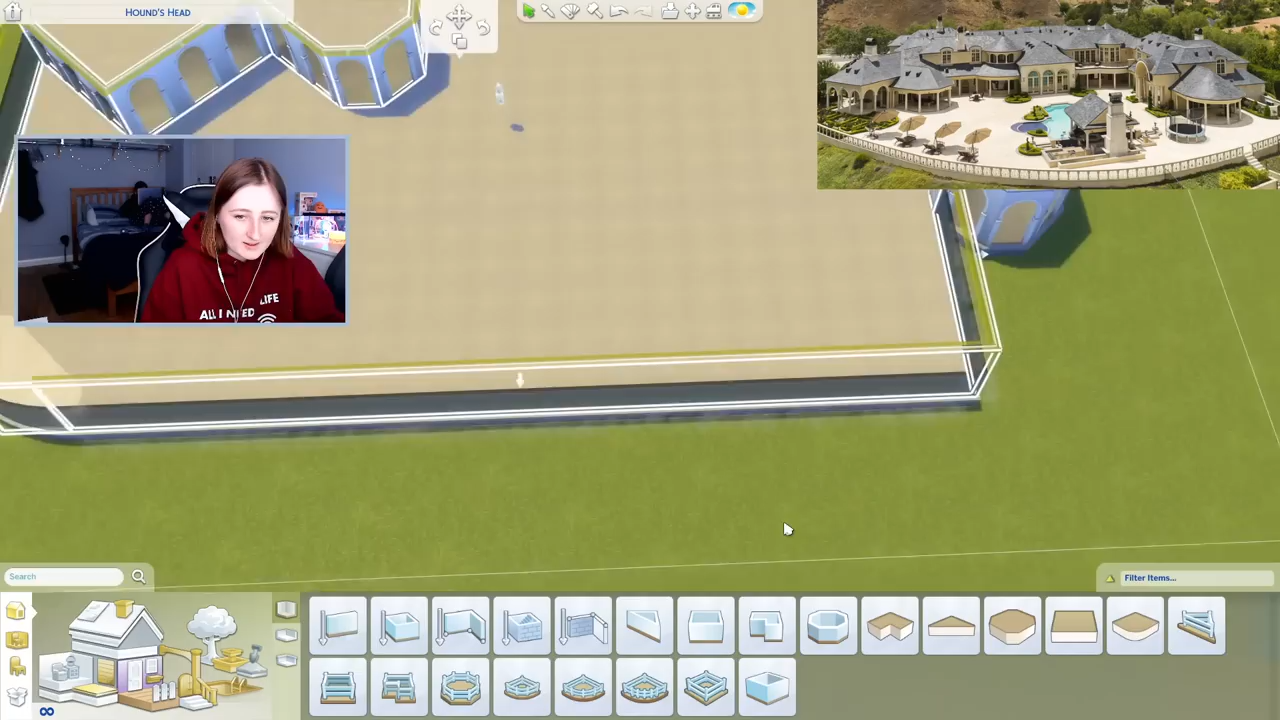 HOUND'S HEAD
LIFE
ALL I NEED
Search
Filter Items...